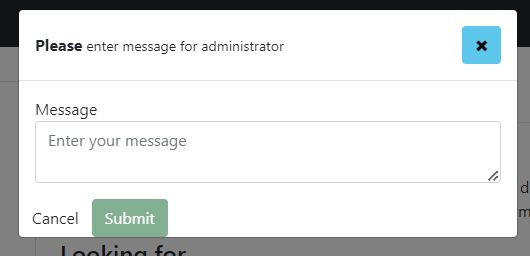 Please enter message for administrator
Message
Enter your message
Cancel Submit
Looking for